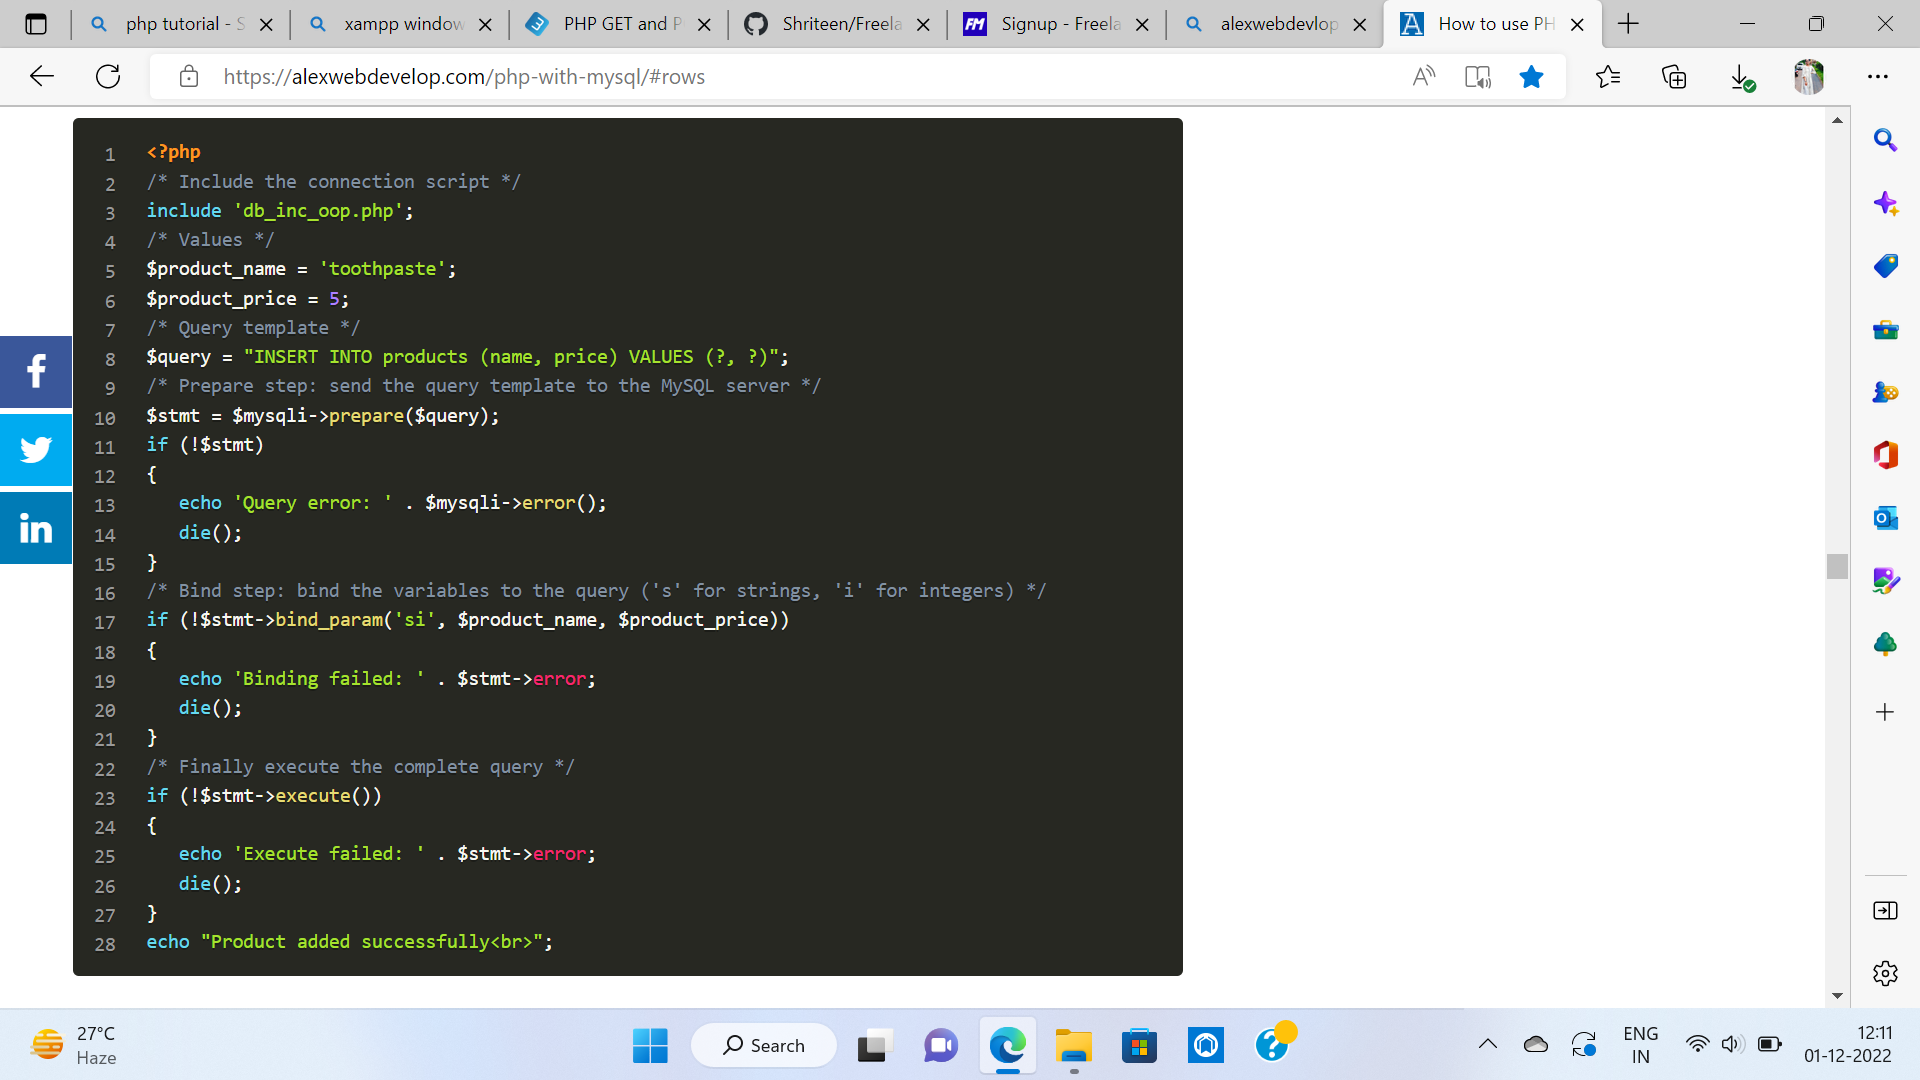 php tutorial - S
xampp window
PHP GET and P
Shriteen/Freela
FM
Signup - Freela
alexwebdevlop
A
How to use PH
https://alexwebdevelop.com/php-with-mysql/#rows
1 <?php
2 /* Include the connection script */
3 include 'db_inc_oop.php';
4 /* Values */
5 $product_name = 'toothpaste';
6 $product_price = 5;
7 /* Query template */
8 $query = "INSERT INTO products (name, price) VALUES (?, ?)";
9 /* Prepare step: send the query template to the MySQL server */
10 $stmt = $mysqli->prepare($query);
11 if (!$stmt)
12 {
13    echo 'Query error: ' . $mysqli->error();
14    die();
15 }
16 /* Bind step: bind the variables to the query ('s' for strings, 'i' for integers) */
17 if (!$stmt->bind_param('si', $product_name, $product_price))
18 {
19    echo 'Binding failed: ' . $stmt->error;
20    die();
21 }
22 /* Finally execute the complete query */
23 if (!$stmt->execute())
24 {
25    echo 'Execute failed: ' . $stmt->error;
26    die();
27 }
28 echo "Product added successfully<br>";
f
in
27°C
Haze
Search
ENG
IN
12:11
01-12-2022